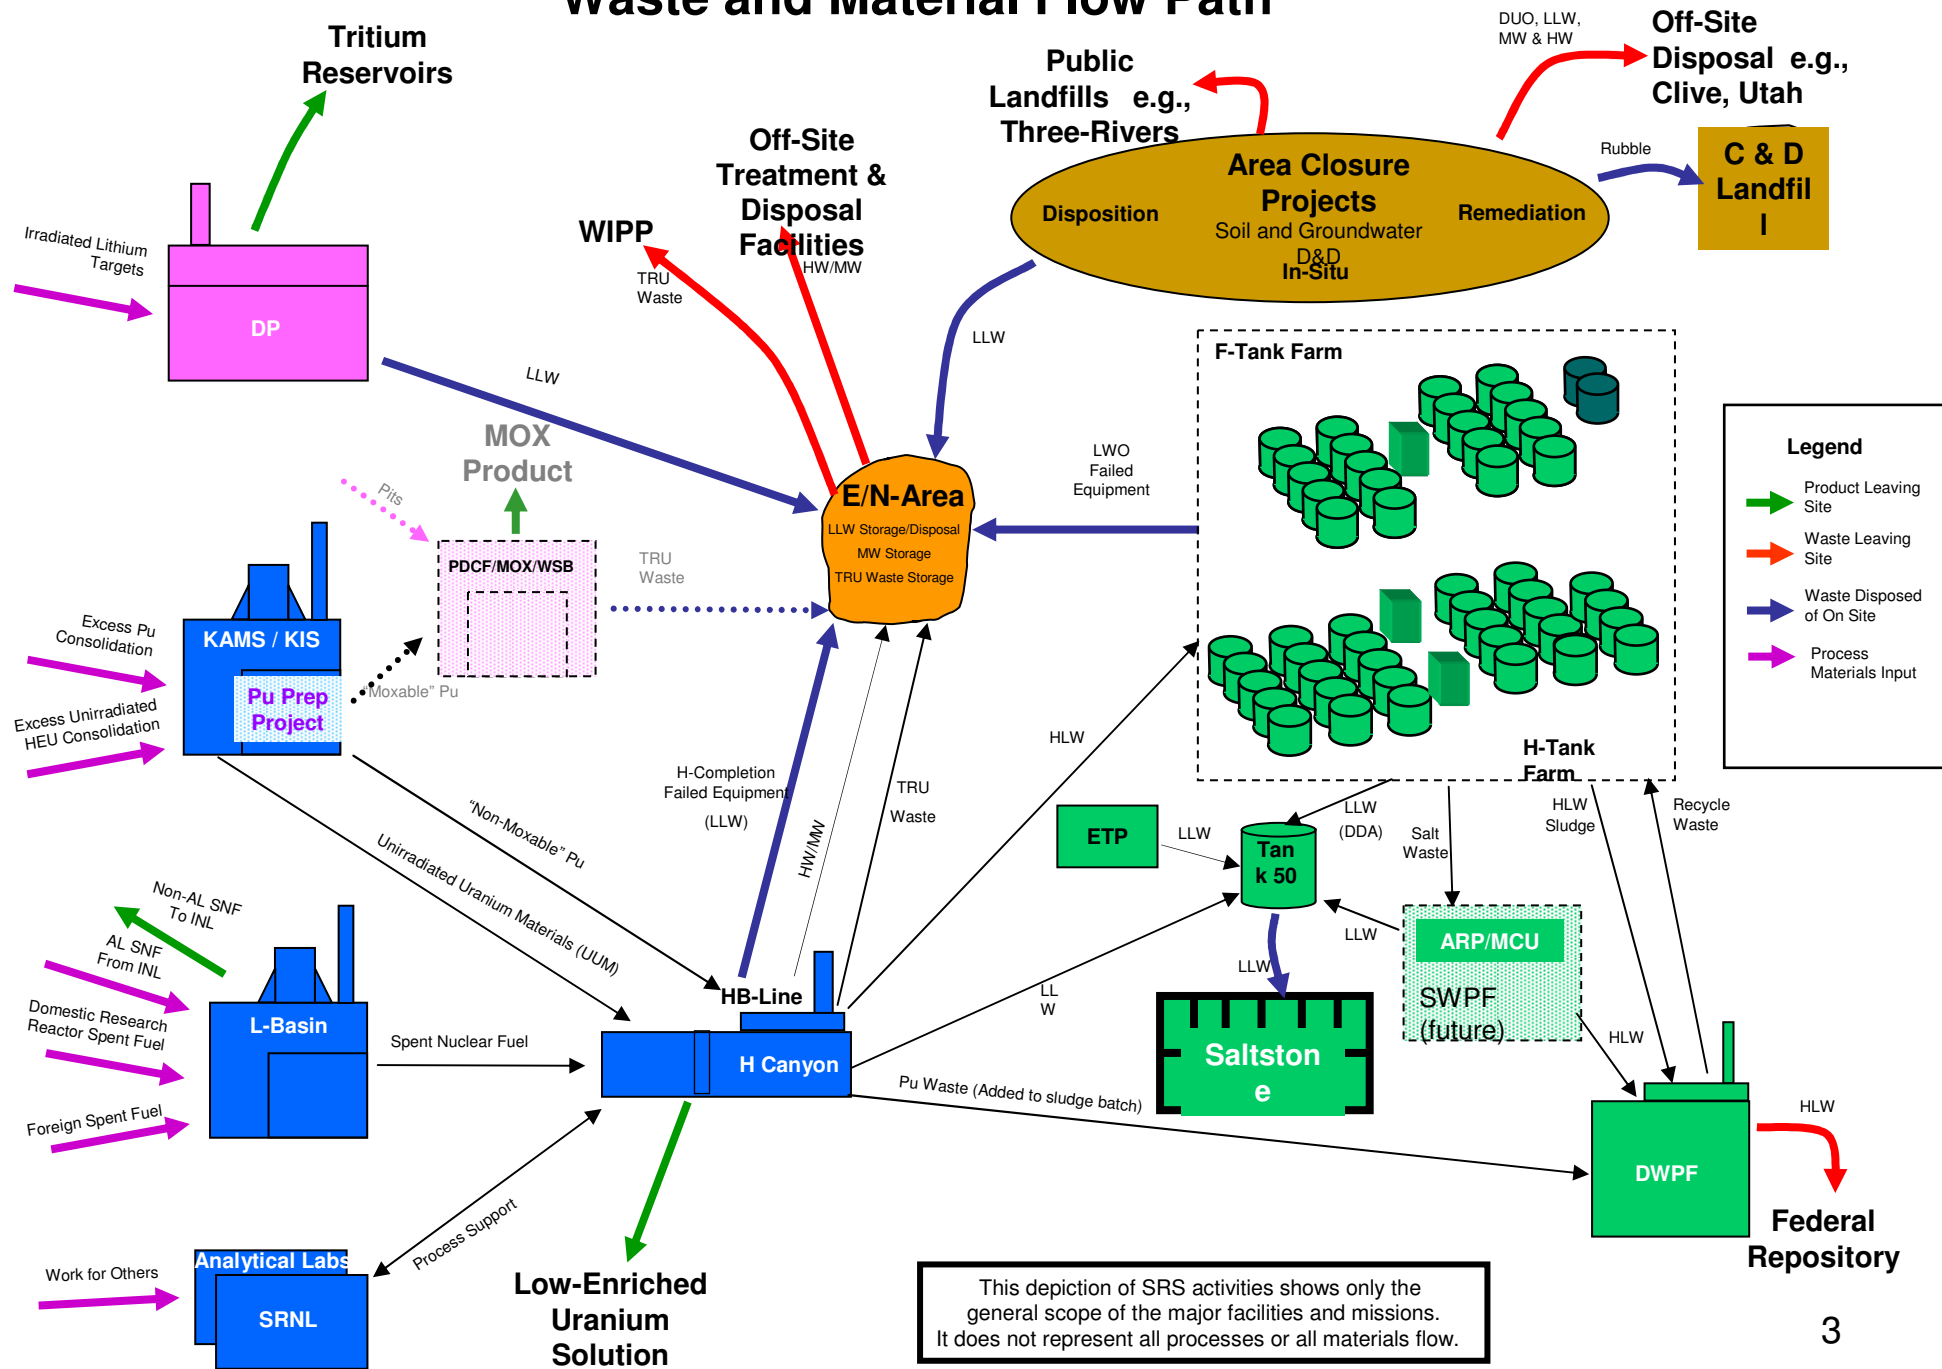 Waste and Material Flow Path
Tritium
Reservoirs
Irradiated Lithium
Targets
DP
LLW
WIPP
TRU
Waste
Off-Site
Treatment &
Disposal
Facilities
HW/MW
Public
Landfills e.g.,
Three-Rivers
DUO, LLW,
MW & HW
Off-Site
Disposal e.g.,
Clive, Utah
Area Closure
Projects
Soil and Groundwater
D&D
In-Situ
Disposition
Remediation
Rubble
C & D
Landfil
l
LLW
F-Tank Farm
H-Tank
Farm
LWO
Failed
Equipment
Legend
Product Leaving
Site
Waste Leaving
Site
Waste Disposed
of On Site
Process
Materials Input
MOX
Product
Pits
PDCF/MOX/WSB
TRU
Waste
E/N-Area
LLW Storage/Disposal
MW Storage
TRU Waste Storage
Excess Pu
Consolidation
Excess Unirradiated
HEU Consolidation
KAMS / KIS
Pu Prep
Project
"Moxable" Pu
"Non-Moxable" Pu
Unirradiated Uranium Materials (UUM)
H-Completion
Failed Equipment
(LLW)
HW/MW
TRU
Waste
HLW
ETP
LLW
Tan
k 50
LLW
(DDA)
Salt
Waste
HLW
Sludge
Recycle
Waste
LLW
ARP/MCU
SWPF
(future)
HLW
LLW
Saltston
e
LL
W
Non-AL SNF
To INL
AL SNF
From INL
Domestic Research
Reactor Spent Fuel
Foreign Spent Fuel
L-Basin
Spent Nuclear Fuel
HB-Line
H Canyon
Pu Waste (Added to sludge batch)
DWPF
HLW
Federal
Repository
Process Support
Work for Others
Analytical Labs
SRNL
Low-Enriched
Uranium
Solution
This depiction of SRS activities shows only the
general scope of the major facilities and missions.
It does not represent all processes or all materials flow.
3